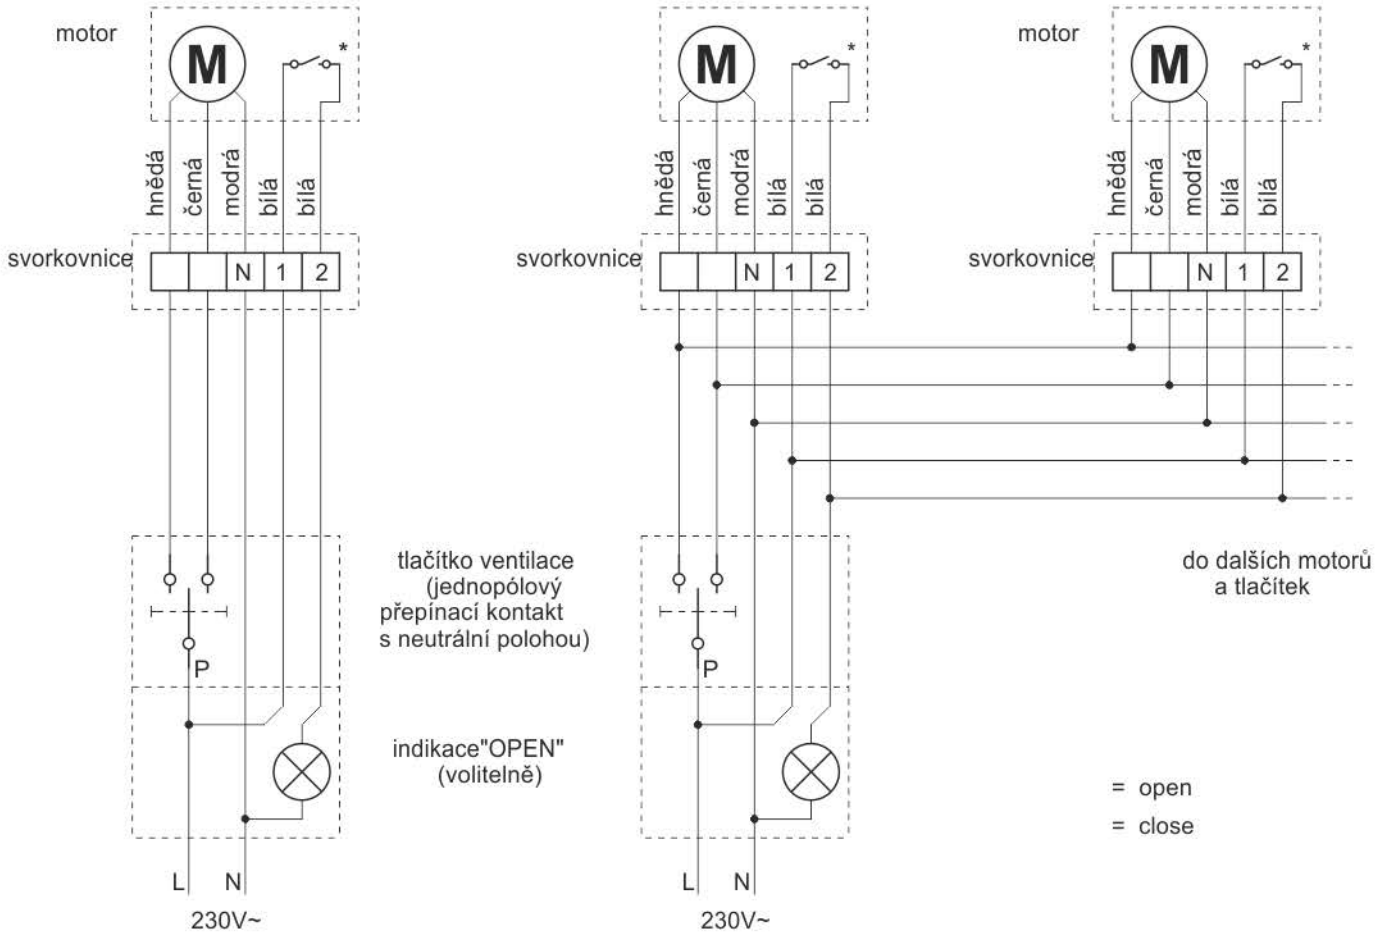 motor
M
*
hnědá
černá
modrá
bílá
bílá
svorkovnice
N
1
2
tlačítko ventilace
(jednopólový
přepínací kontakt
s neutrální polohou)
P
indikace"OPEN"
(volitelně)
L
N
230V~
M
*
hnědá
černá
modrá
bílá
bílá
svorkovnice
N
1
2
P
L
N
230V~
motor
M
*
hnědá
černá
modrá
bílá
bílá
svorkovnice
N
1
2
do dalších motorů
a tlačítek
= open
= close